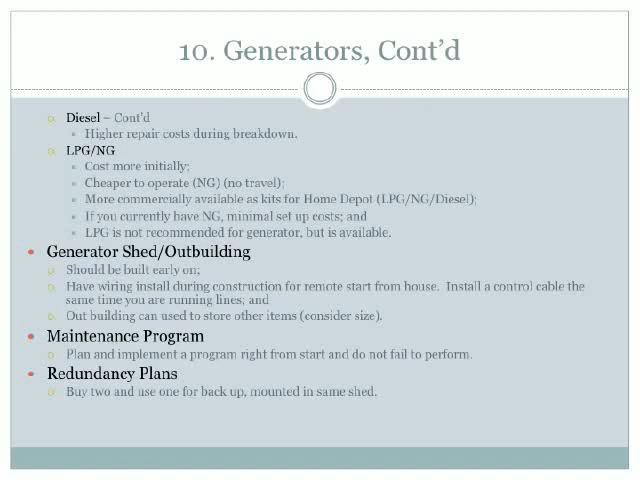 10. Generators, Cont'd
Diesel – Cont'd
Higher repair costs during breakdown.
LPG/NG
Cost more initially;
Cheaper to operate (NG) (no travel);
More commercially available as kits for Home Depot (LPG/NG/Diesel);
If you currently have NG, minimal set up costs; and
LPG is not recommended for generator, but is available.
Generator Shed/Outbuilding
Should be built early on;
Have wiring install during construction for remote start from house. Install a control cable the
same time you are running lines; and
Out building can used to store other items (consider size).
Maintenance Program
Plan and implement a program right from start and do not fail to perform.
Redundancy Plans
Buy two and use one for back up, mounted in same shed.